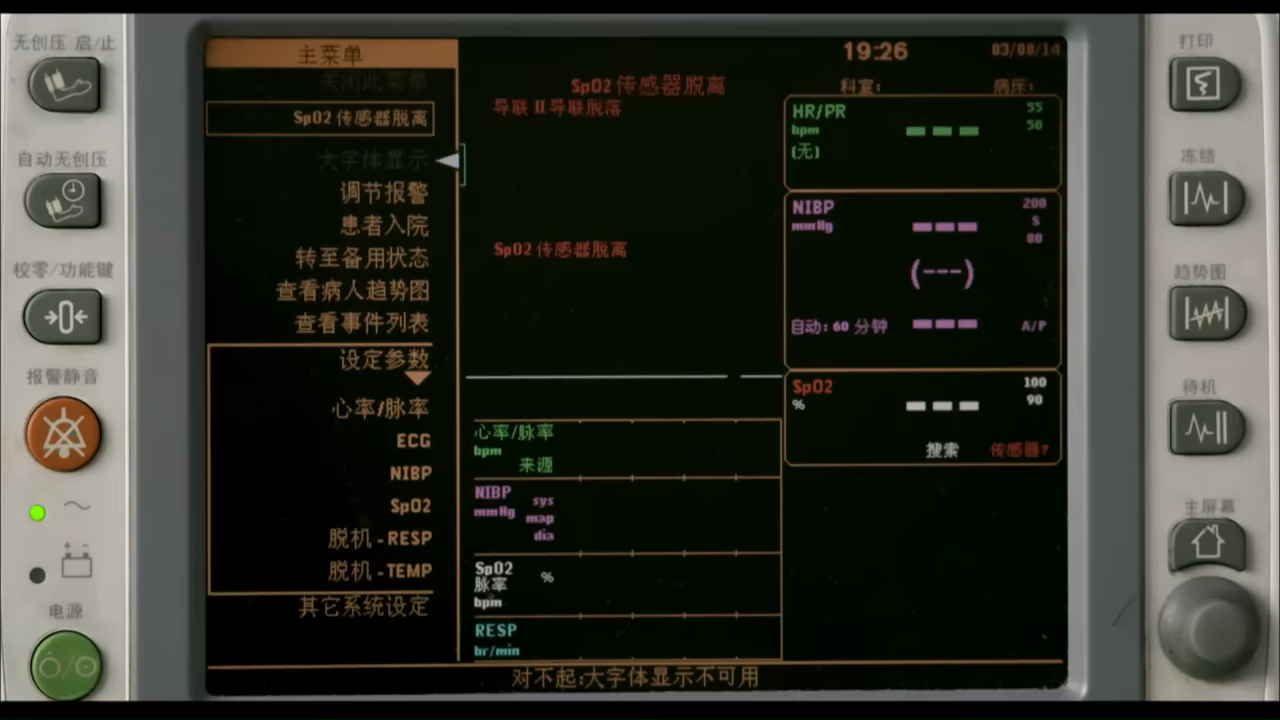 无创压 启/止
自动无创压
校零/功能键
报警静音
电源
主菜单
关闭此菜单
SpO2 传感器脱离
大字体显示
调节报警
患者入院
转至备用状态
查看病人趋势图
查看事件列表
设定参数
心率/脉率
ECG
NIBP
SpO2
脱机 - RESP
脱机 - TEMP
其它系统设定
SpO2 传感器脱离
导联 II 导联脱落
SpO2 传感器脱离
心率/脉率
bpm
来源
NIBP
mmHg
sys
map
dia
SpO2 %
脉率
bpm
RESP
br/min
对不起:大字体显示不可用
19:26
03/08/14
科室:
病床:
HR/PR
bpm
(无)
---
55
50
NIBP
mmHg
---
(---)
200
S
80
自动: 60 分钟
---
A/P
SpO2
%
---
100
90
搜索
传感器?
打印
冻结
趋势图
待机
主屏幕